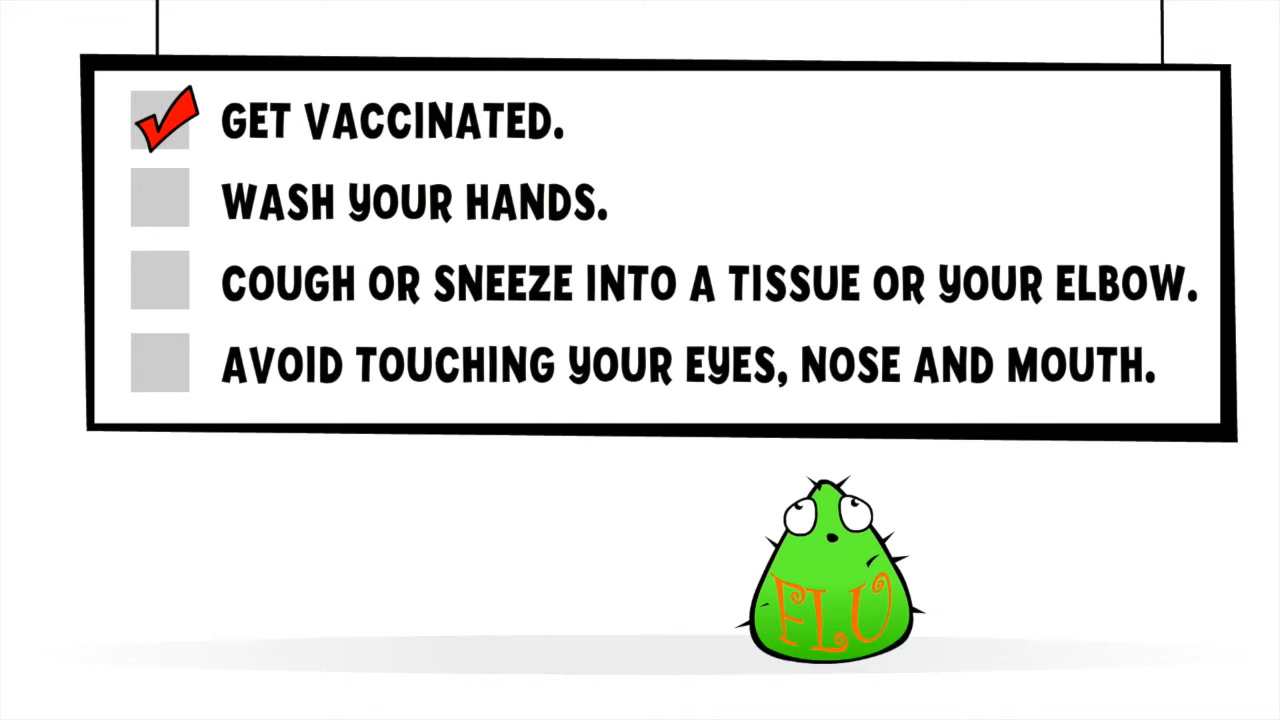 GET VACCINATED.
WASH YOUR HANDS.
COUGH OR SNEEZE INTO A TISSUE OR YOUR ELBOW.
AVOID TOUCHING YOUR EYES, NOSE AND MOUTH.
FLU